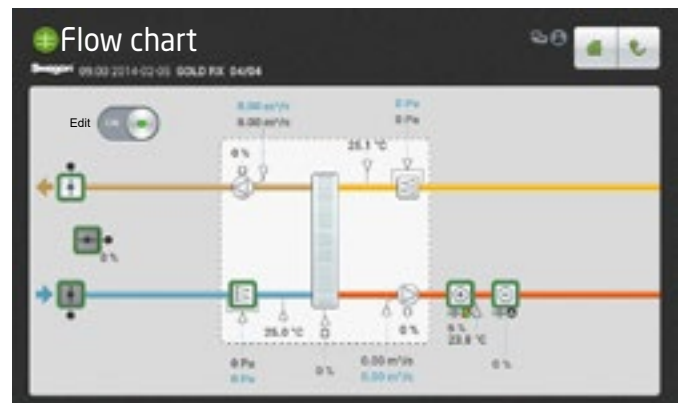 Flow chart
Swegon 09:00 2014-02-05 GOLD RX 04/04
Edit
ON
0.00 m³/s
0.00 m³/s
0 Pa
0 Pa
0 %
25.1 °C
0 %
25.0 °C
0 %
0 %
23.8 °C
0 Pa
0 Pa
0 %
0.00 m³/s
0.00 m³/s
0 %